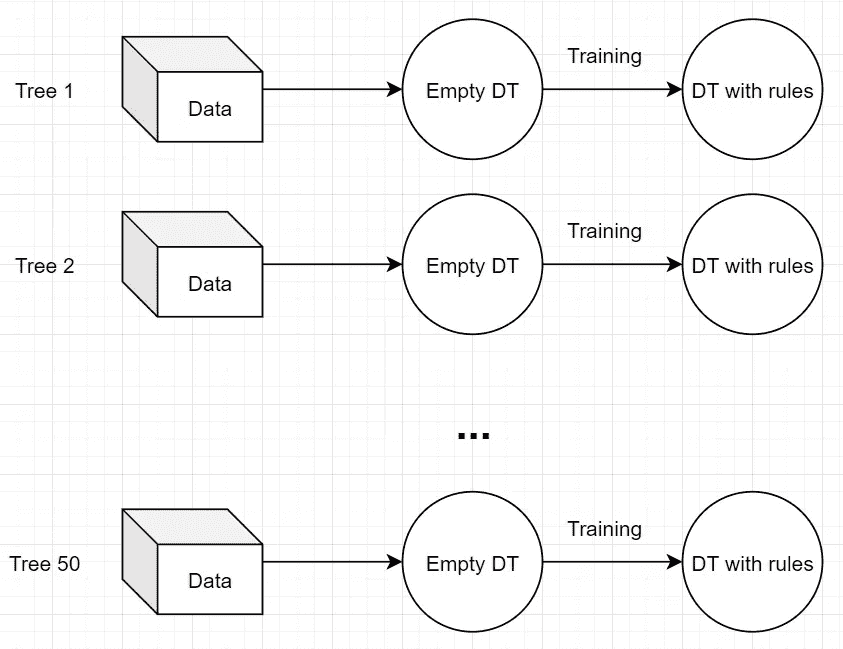 Training
Tree 1
Data
Empty DT
DT with rules
Training
Tree 2
Data
Empty DT
DT with rules
...
Training
Tree 50
Data
Empty DT
DT with rules